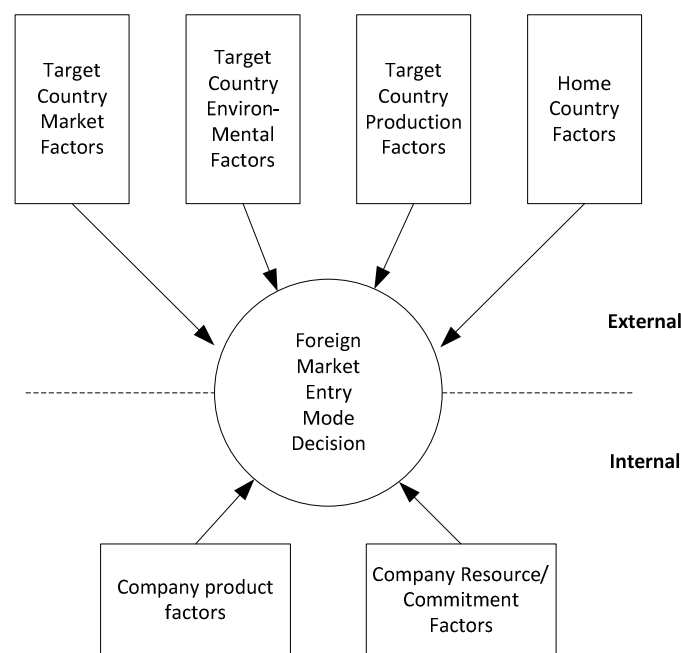 Target
Country
Market
Factors
Target
Country
Environ-
Mental
Factors
Target
Country
Production
Factors
Home
Country
Factors
External
Foreign
Market
Entry
Mode
Decision
Internal
Company product
factors
Company Resource/
Commitment
Factors